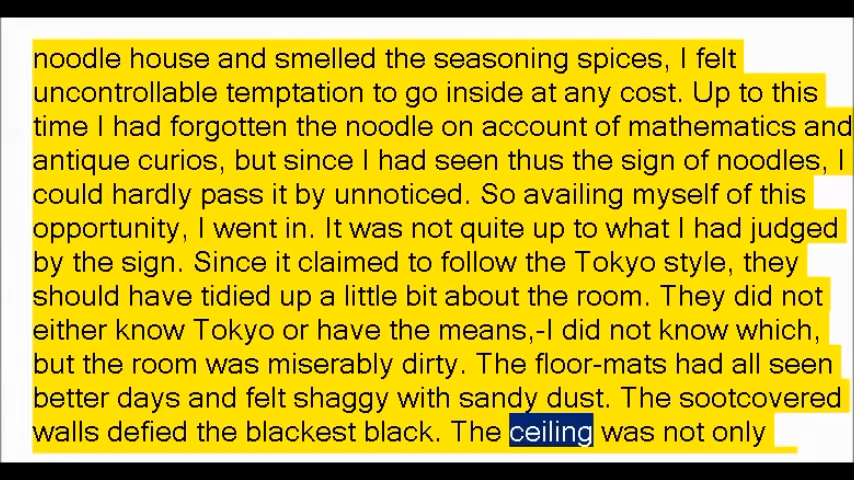 noodle house and smelled the seasoning spices, I felt
uncontrollable temptation to go inside at any cost. Up to this
time I had forgotten the noodle on account of mathematics and
antique curios, but since I had seen thus the sign of noodles, I
could hardly pass it by unnoticed. So availing myself of this
opportunity, I went in. It was not quite up to what I had judged
by the sign. Since it claimed to follow the Tokyo style, they
should have tidied up a little bit about the room. They did not
either know Tokyo or have the means,-I did not know which,
but the room was miserably dirty. The floor-mats had all seen
better days and felt shaggy with sandy dust. The sootcovered
walls defied the blackest black. The ceiling was not only